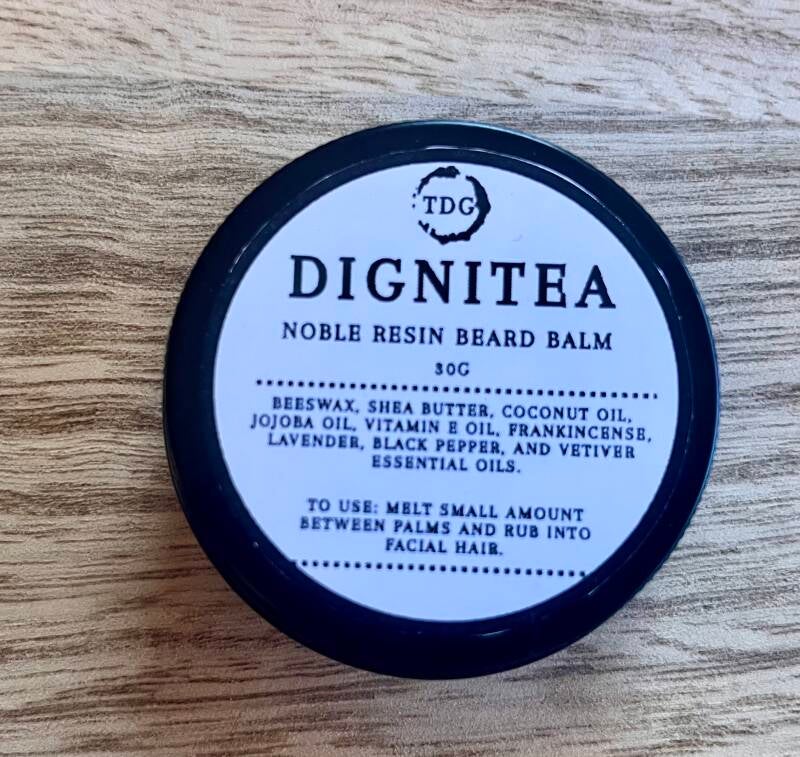 TDG
DIGNITEA
NOBLE RESIN BEARD BALM
30G
BEESWAX, SHEA BUTTER, COCONUT OIL,
JOJOBA OIL, VITAMIN E OIL, FRANKINCENSE,
LAVENDER, BLACK PEPPER, AND VETIVER
ESSENTIAL OILS.
TO USE: MELT SMALL AMOUNT
BETWEEN PALMS AND RUB INTO
FACIAL HAIR.